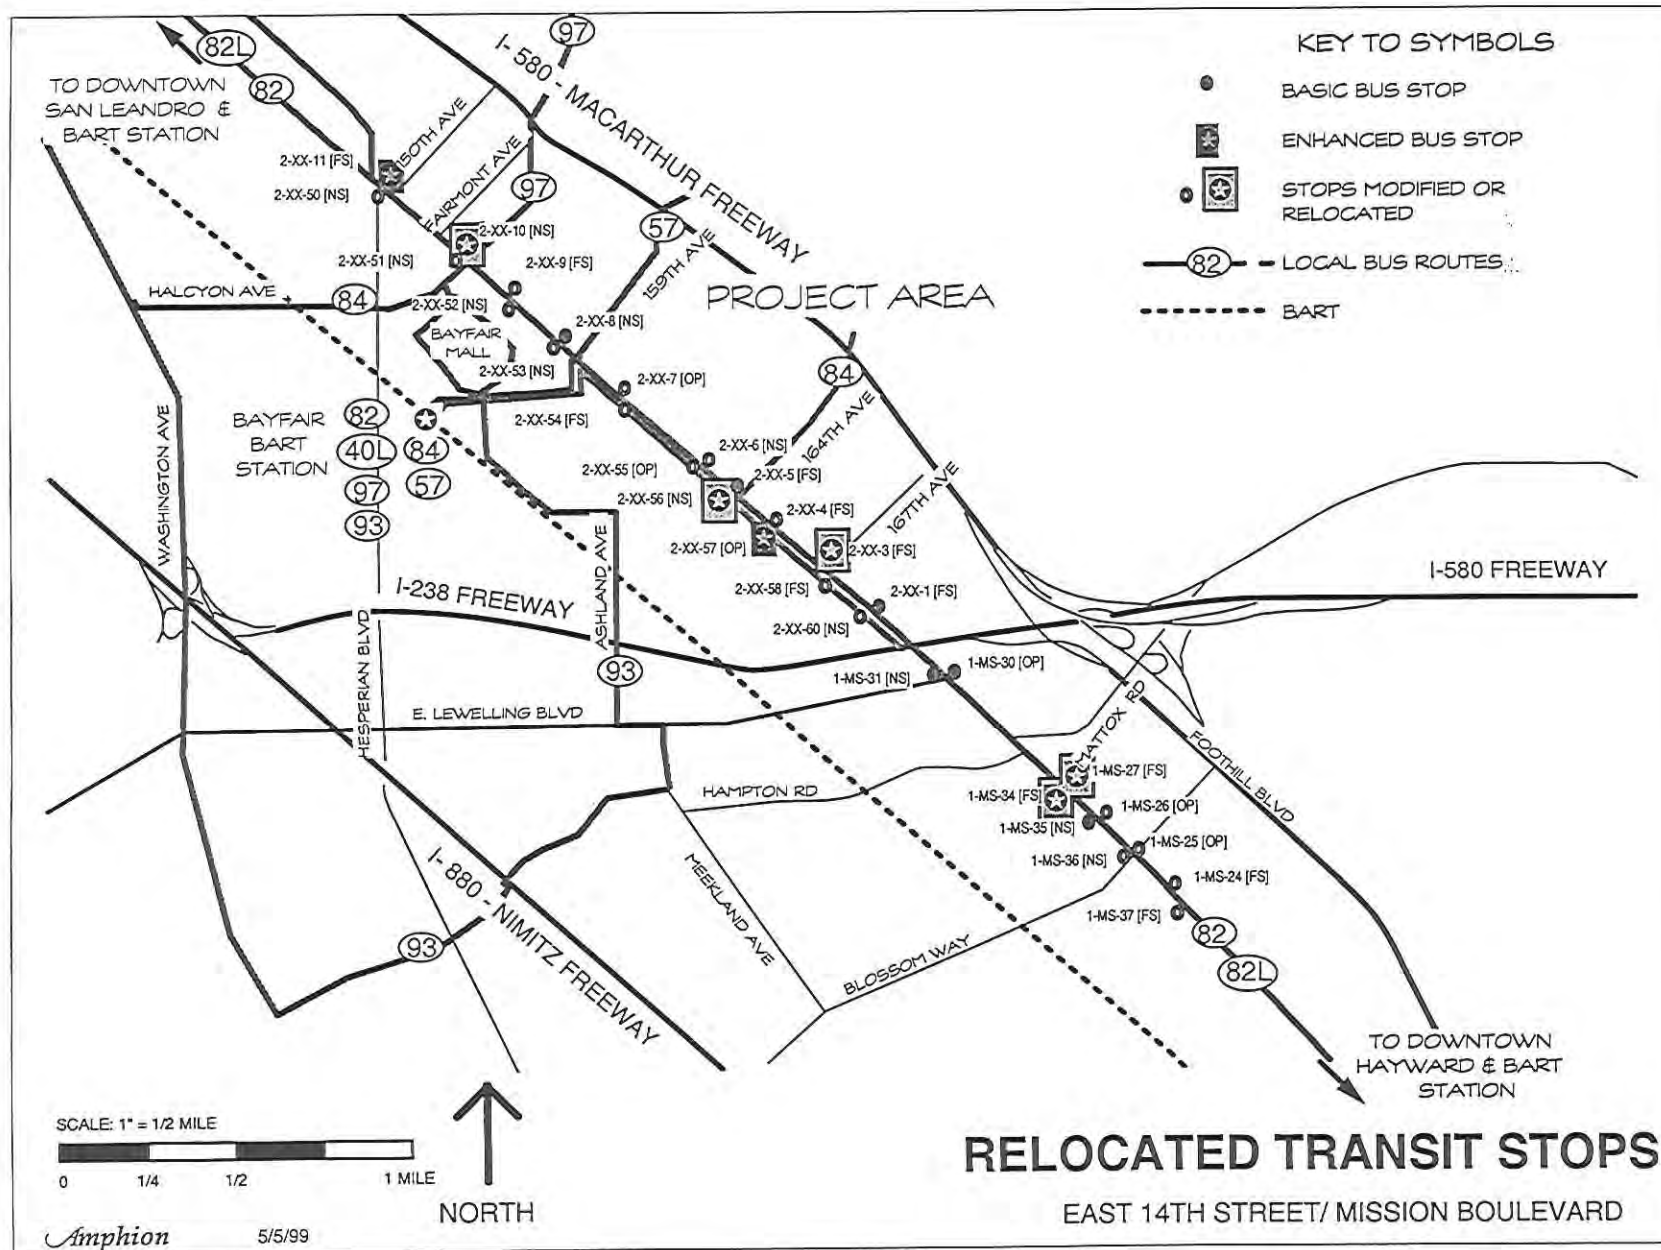 KEY TO SYMBOLS
BASIC BUS STOP
ENHANCED BUS STOP
STOPS MODIFIED OR
RELOCATED
82
LOCAL BUS ROUTES
BART
97
82L
82
TO DOWNTOWN
SAN LEANDRO &
BART STATION
I-580 - MACARTHUR FREEWAY
150TH AVE
2-XX-11 [FS]
2-XX-50 [NS]
FAIRMONT AVE
97
57
159TH AVE
2-XX-10 [NS]
2-XX-51 [NS]
2-XX-9 [FS]
HALCYON AVE
84
2-XX-52 [NS]
PROJECT AREA
2-XX-8 [NS]
BAYFAIR
MALL
2-XX-53 [NS]
2-XX-7 [OP]
84
164TH AVE
2-XX-54 [FS]
BAYFAIR
BART
STATION
82
40L
84
97
57
93
WASHINGTON AVE
2-XX-6 [NS]
2-XX-55 [OP]
2-XX-5 [FS]
2-XX-56 [NS]
167TH AVE
2-XX-4 [FS]
2-XX-57 [OP]
2-XX-3 [FS]
I-580 FREEWAY
ASHLAND AVE
I-238 FREEWAY
2-XX-58 [FS]
2-XX-1 [FS]
2-XX-60 [NS]
HESPERIAN BLVD
93
1-MS-30 [OP]
1-MS-31 [NS]
E. LEWELLING BLVD
MATTOX RD
FOOTHILL BLVD
HAMPTON RD
1-MS-27 [FS]
1-MS-34 [FS]
1-MS-26 [OP]
1-MS-35 [NS]
1-MS-25 [OP]
1-MS-36 [NS]
1-MS-24 [FS]
1-MS-37 [FS]
I-880 - NIMITZ FREEWAY
MEEKLAND AVE
93
BLOSSOM WAY
82
82L
TO DOWNTOWN
HAYWARD & BART
STATION
SCALE: 1" = 1/2 MILE
0 1/4 1/2 1 MILE
NORTH
RELOCATED TRANSIT STOPS
EAST 14TH STREET/ MISSION BOULEVARD
Amphion 5/5/99